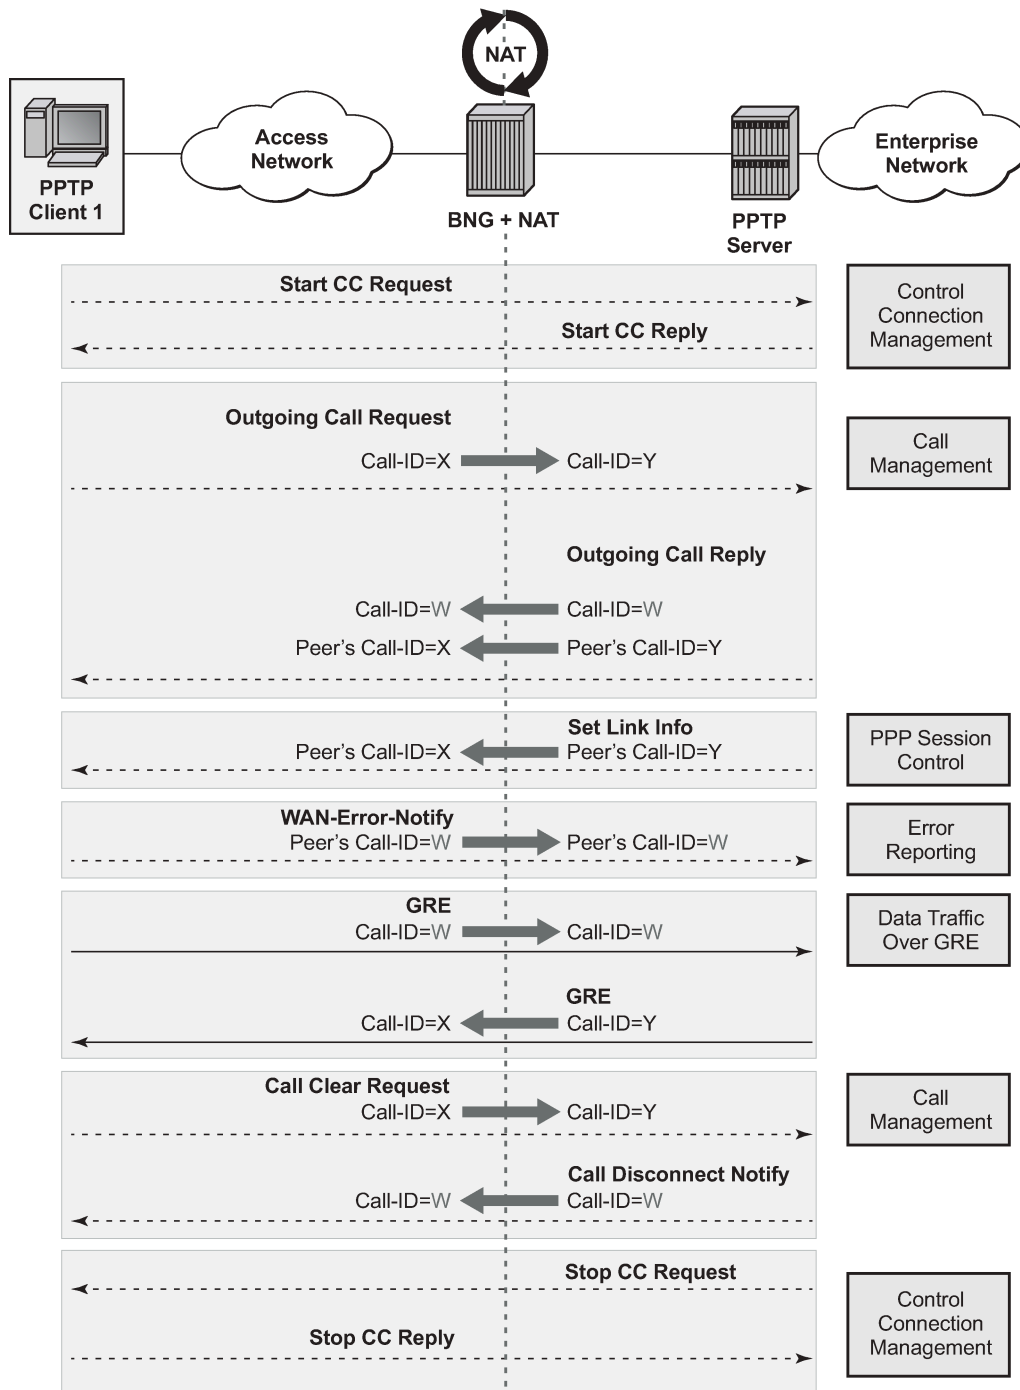 NAT
Access
Network
Enterprise
Network
PPTP
Client 1
BNG + NAT
PPTP
Server
Start CC Request
Start CC Reply
Control
Connection
Management
Outgoing Call Request
Call-ID=X
Call-ID=Y
Call
Management
Outgoing Call Reply
Call-ID=W
Call-ID=W
Peer's Call-ID=X
Peer's Call-ID=Y
Set Link Info
Peer's Call-ID=X
Peer's Call-ID=Y
PPP Session
Control
WAN-Error-Notify
Peer's Call-ID=W
Peer's Call-ID=W
Error
Reporting
GRE
Call-ID=W
Call-ID=W
Data Traffic
Over GRE
GRE
Call-ID=X
Call-ID=Y
Call Clear Request
Call-ID=X
Call-ID=Y
Call
Management
Call Disconnect Notify
Call-ID=W
Call-ID=W
Stop CC Request
Stop CC Reply
Control
Connection
Management